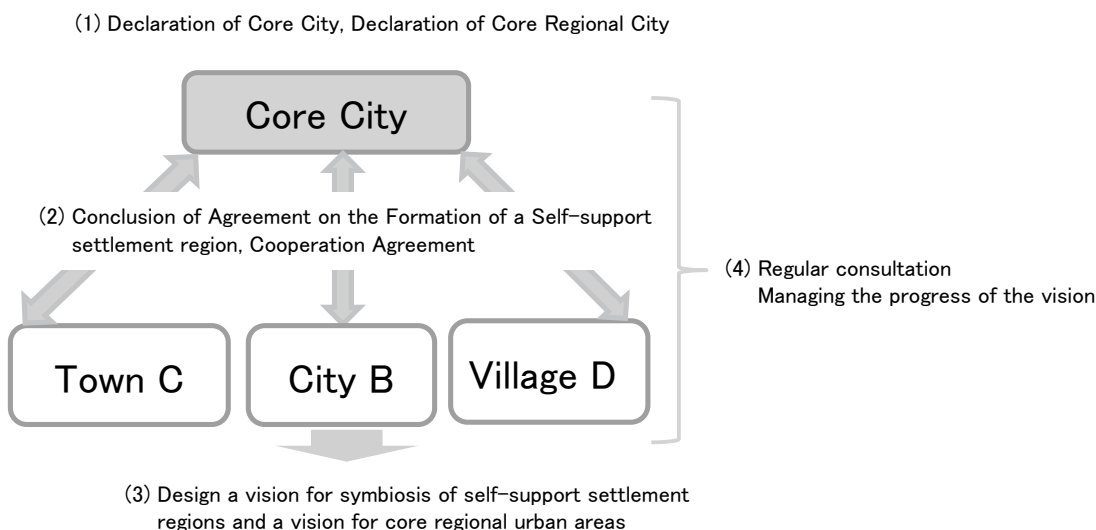 (1) Declaration of Core City, Declaration of Core Regional City
Core City
(2) Conclusion of Agreement on the Formation of a Self-support
settlement region, Cooperation Agreement
(4) Regular consultation
Managing the progress of the vision
Town C
City B
Village D
(3) Design a vision for symbiosis of self-support settlement
regions and a vision for core regional urban areas